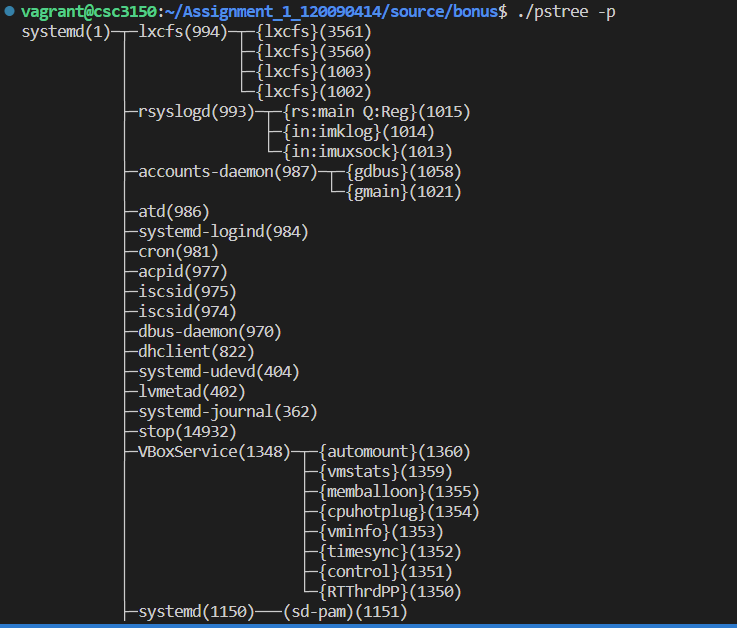 vagrant@csc3150:~/Assignment_1_120090414/source/bonus$ ./pstree -p
systemd(1)─┬─lxcfs(994)─┬─{lxcfs}(3561)
           │            ├─{lxcfs}(3560)
           │            ├─{lxcfs}(1003)
           │            └─{lxcfs}(1002)
           ├─rsyslogd(993)─┬─{rs:main Q:Reg}(1015)
           │               ├─{in:imklog}(1014)
           │               └─{in:imuxsock}(1013)
           ├─accounts-daemon(987)─┬─{gdbus}(1058)
           │                      └─{gmain}(1021)
           ├─atd(986)
           ├─systemd-logind(984)
           ├─cron(981)
           ├─acpid(977)
           ├─iscsid(975)
           ├─iscsid(974)
           ├─dbus-daemon(970)
           ├─dhclient(822)
           ├─systemd-udevd(404)
           ├─lvmetad(402)
           ├─systemd-journal(362)
           ├─stop(14932)
           ├─VBoxService(1348)─┬─{automount}(1360)
           │                   ├─{vmstats}(1359)
           │                   ├─{memballoon}(1355)
           │                   ├─{cpuhotplug}(1354)
           │                   ├─{vminfo}(1353)
           │                   ├─{timesync}(1352)
           │                   ├─{control}(1351)
           │                   └─{RTThrdPP}(1350)
           ├─systemd(1150)───(sd-pam)(1151)